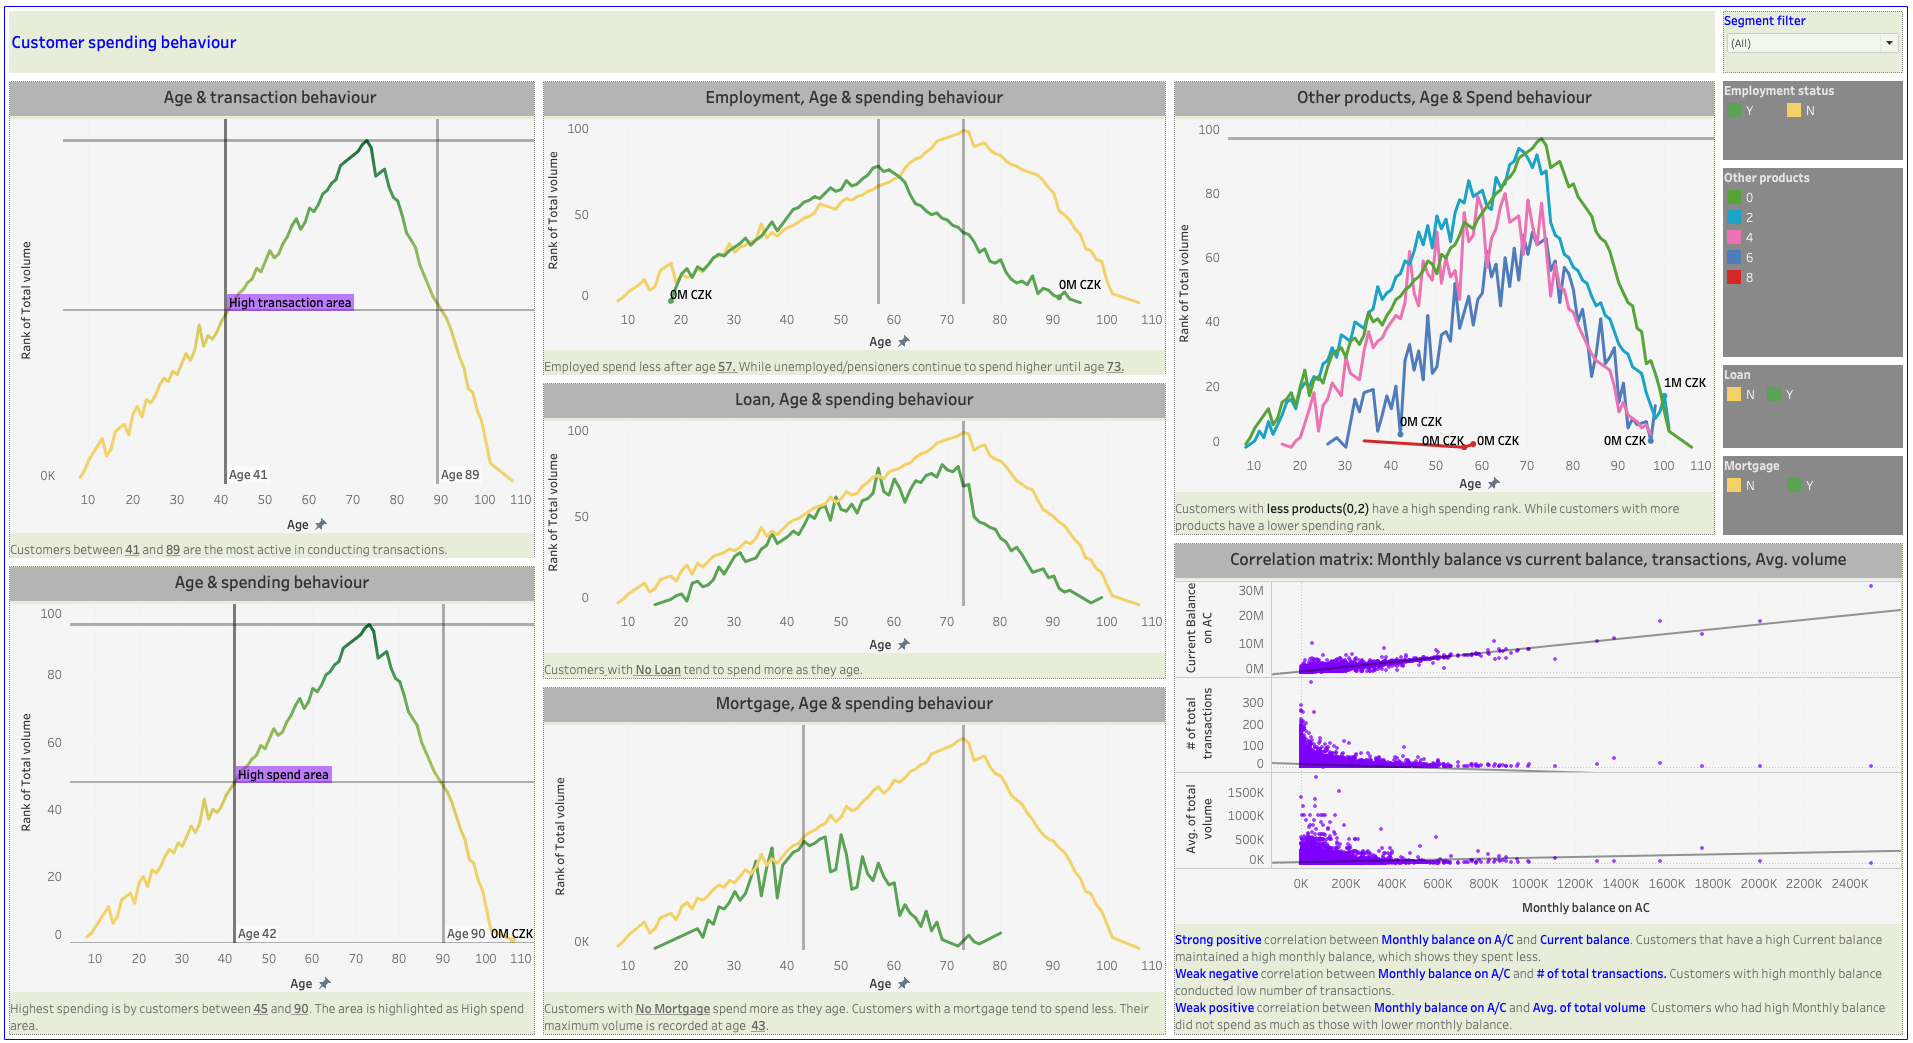 Customer spending behaviour
Segment filter
(All)
Age & transaction behaviour
Rank of Total volume
High transaction area
0K
Age 41
Age 89
10 20 30 40 50 60 70 80 90 100 110
Age
Customers between 41 and 89 are the most active in conducting transactions.
Age & spending behaviour
100
80
60
40
20
0
Rank of Total volume
High spend area
Age 42
Age 90
0M CZK
10 20 30 40 50 60 70 80 90 100 110
Age
Highest spending is by customers between 45 and 90. The area is highlighted as High spend
area.
Employment, Age & spending behaviour
100
50
0
Rank of Total volume
0M CZK
0M CZK
10 20 30 40 50 60 70 80 90 100 110
Age
Employed spend less after age 57. While unemployed/pensioners continue to spend higher until age 73.
Loan, Age & spending behaviour
100
50
0
Rank of Total volume
10 20 30 40 50 60 70 80 90 100 110
Age
Customers with No Loan tend to spend more as they age.
Mortgage, Age & spending behaviour
Rank of Total volume
0K
10 20 30 40 50 60 70 80 90 100 110
Age
Customers with No Mortgage spend more as they age. Customers with a mortgage tend to spend less. Their
maximum volume is recorded at age 43.
Other products, Age & Spend behaviour
100
80
60
40
20
0
Rank of Total volume
1M CZK
0M CZK
0M CZK
0M CZK
0M CZK
10 20 30 40 50 60 70 80 90 100 110
Age
Customers with less products(0,2) have a high spending rank. While customers with more
products have a lower spending rank.
Employment status
Y N
Other products
0
2
4
6
8
Loan
N Y
Mortgage
N Y
Correlation matrix: Monthly balance vs current balance, transactions, Avg. volume
Current Balance
on AC
30M
20M
10M
0M
# of total
transactions
300
200
100
0
Avg. of total
volume
1500K
1000K
500K
0K
0K 200K 400K 600K 800K 1000K 1200K 1400K 1600K 1800K 2000K 2200K 2400K
Monthly balance on AC
Strong positive correlation between Monthly balance on A/C and Current balance. Customers that have a high Current balance
maintained a high monthly balance, which shows they spent less.
Weak negative correlation between Monthly balance on A/C and # of total transactions. Customers with high monthly balance
conducted low number of transactions.
Weak positive correlation between Monthly balance on A/C and Avg. of total volume Customers who had high Monthly balance
did not spend as much as those with lower monthly balance.